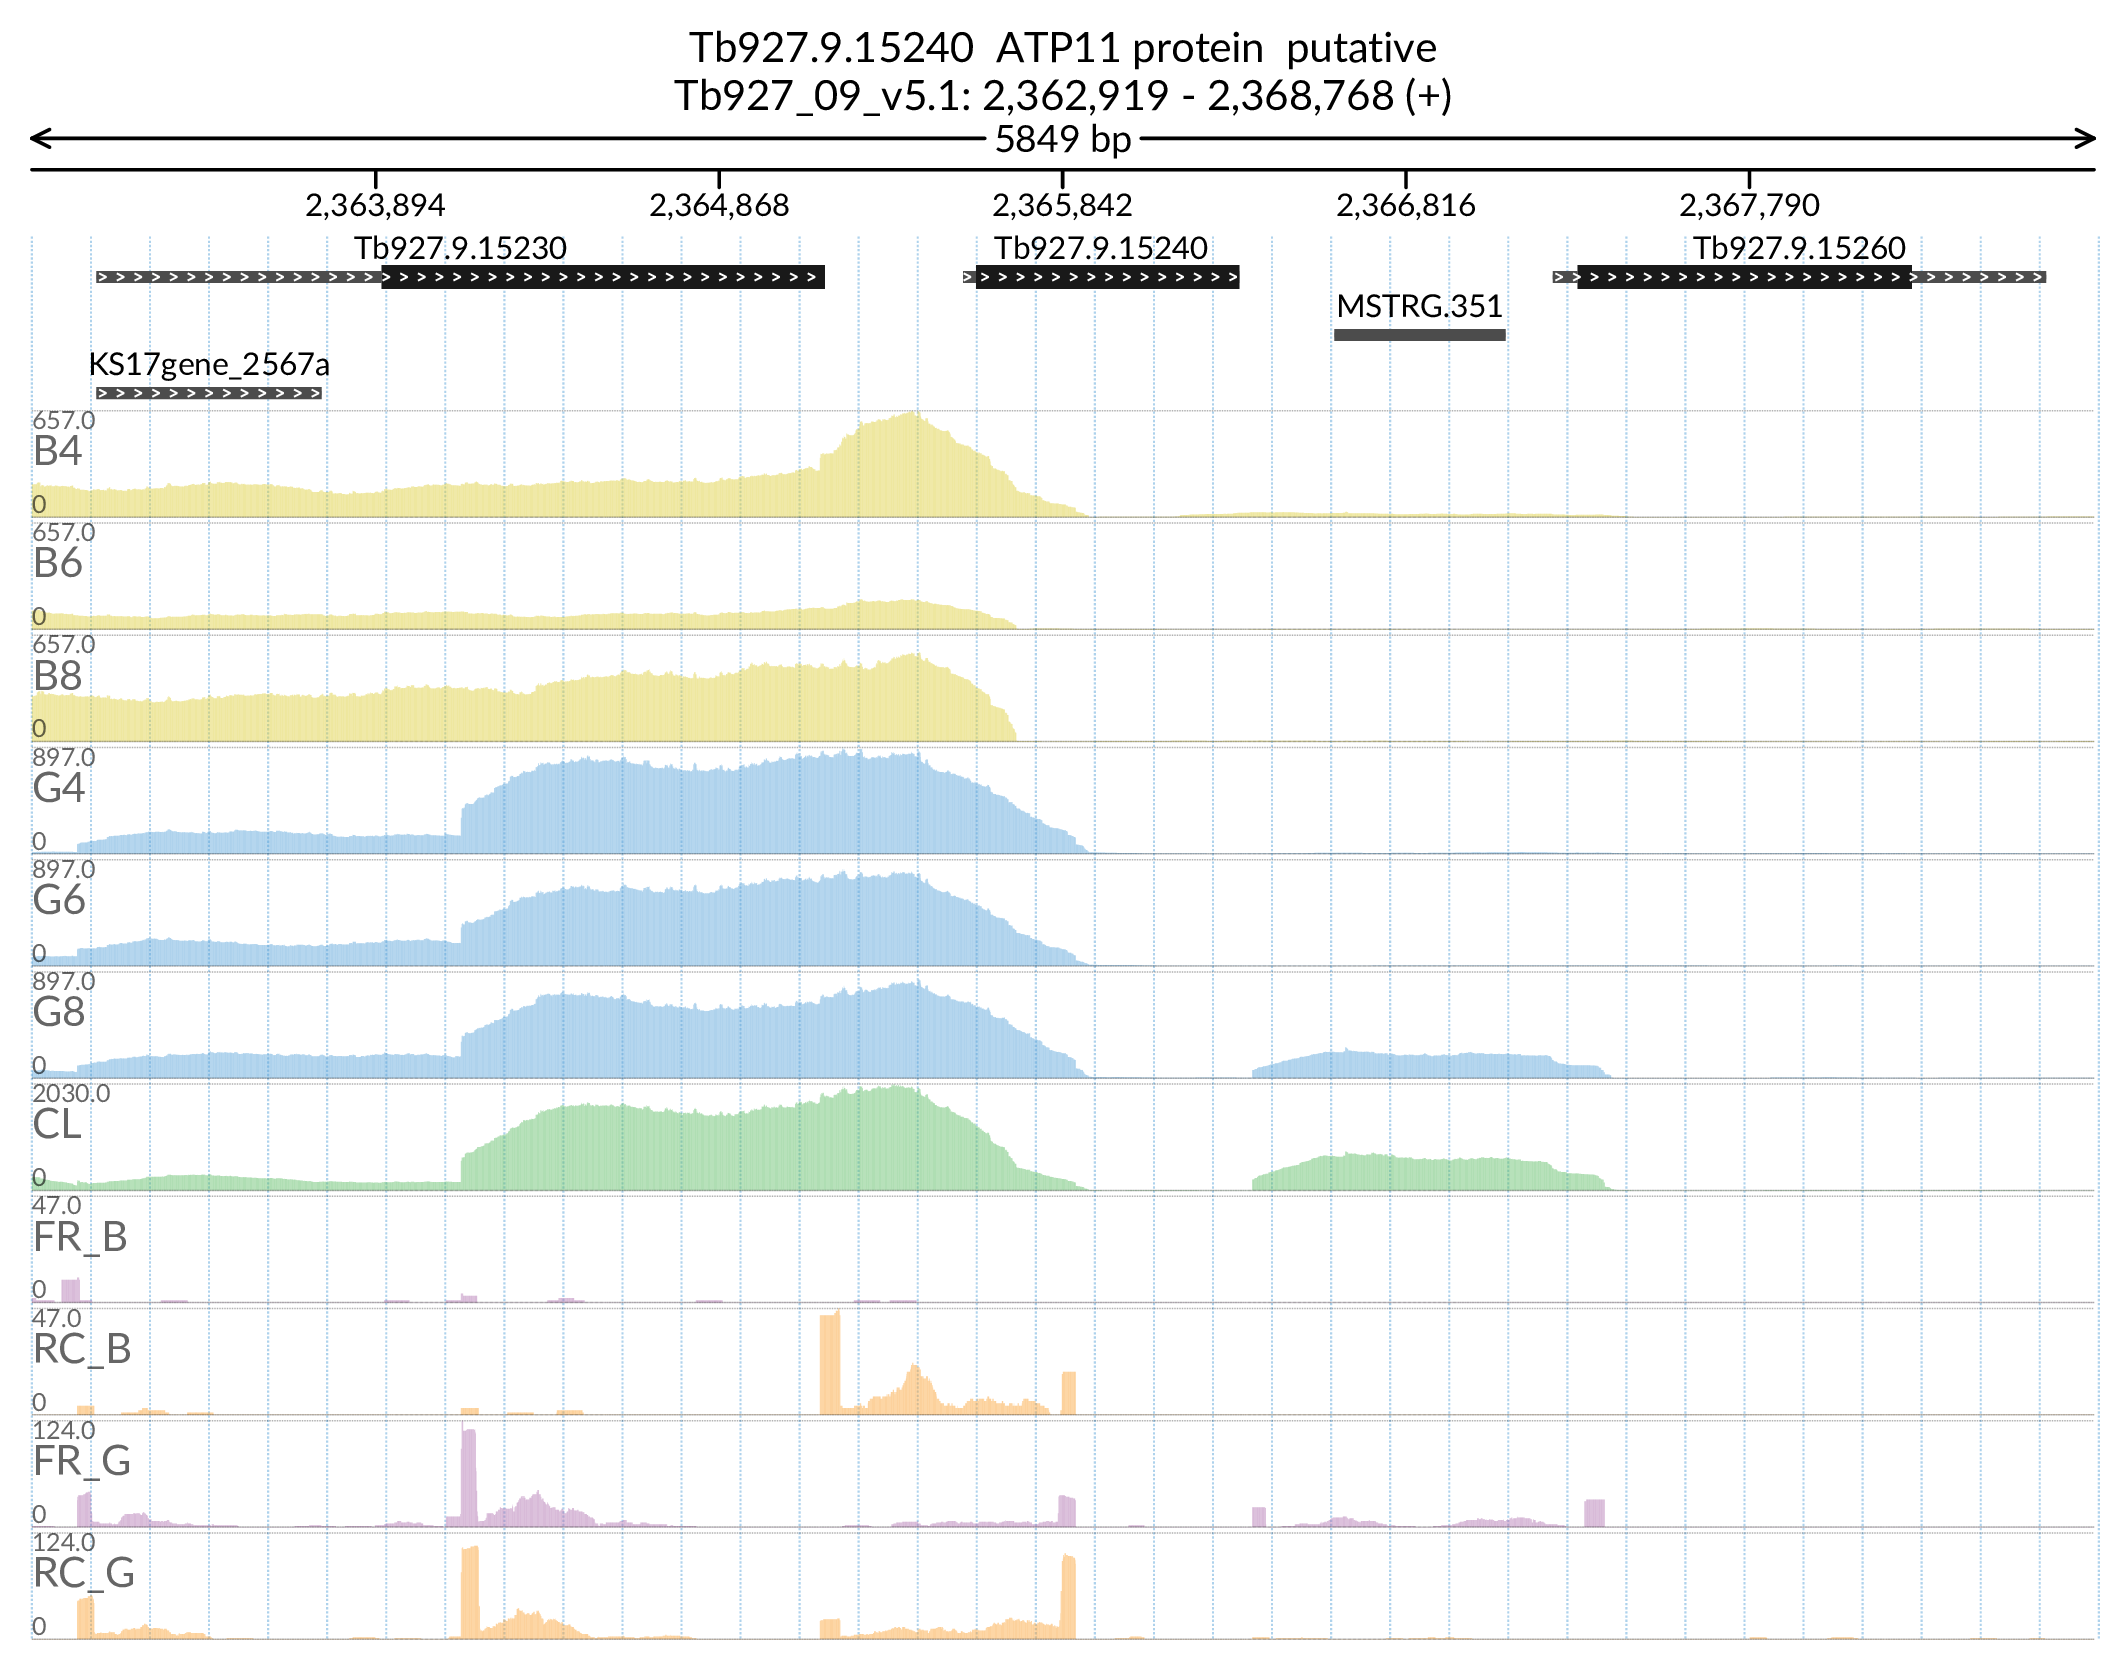 Tb927.9.15240 ATP11 protein putative
Tb927_09_v5.1: 2,362,919 - 2,368,768 (+)
5849 bp
2,363,894 2,364,868 2,365,842 2,366,816 2,367,790
Tb927.9.15230 Tb927.9.15240 Tb927.9.15260
MSTRG.351
KS17gene_2567a
657.0
B4
0
657.0
B6
0
657.0
B8
0
897.0
G4
0
897.0
G6
0
897.0
G8
0
2030.0
CL
0
47.0
FR_B
0
47.0
RC_B
0
124.0
FR_G
0
124.0
RC_G
0